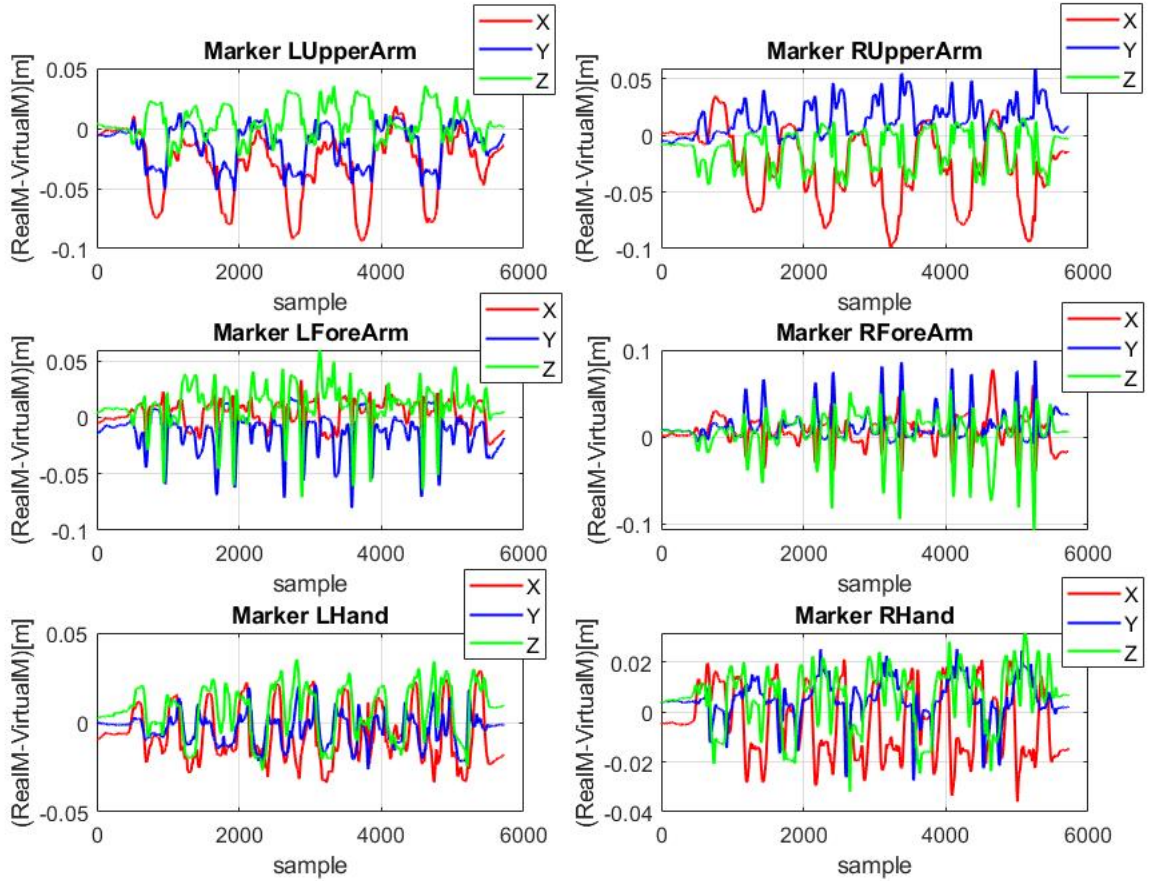 Marker LUpperArm
X
Y
Z
(RealM-VirtualM)[m]
0.05
0
-0.05
-0.1
0 2000 4000 6000
sample
Marker RUpperArm
X
Y
Z
(RealM-VirtualM)[m]
0.05
0
-0.05
-0.1
0 2000 4000 6000
sample
Marker LForeArm
X
Y
Z
(RealM-VirtualM)[m]
0.05
0
-0.05
-0.1
0 2000 4000 6000
sample
Marker RForeArm
X
Y
Z
(RealM-VirtualM)[m]
0.1
0
-0.1
0 2000 4000 6000
sample
Marker LHand
X
Y
Z
(RealM-VirtualM)[m]
0.05
0
-0.05
0 2000 4000 6000
sample
Marker RHand
X
Y
Z
(RealM-VirtualM)[m]
0.02
0
-0.02
-0.04
0 2000 4000 6000
sample